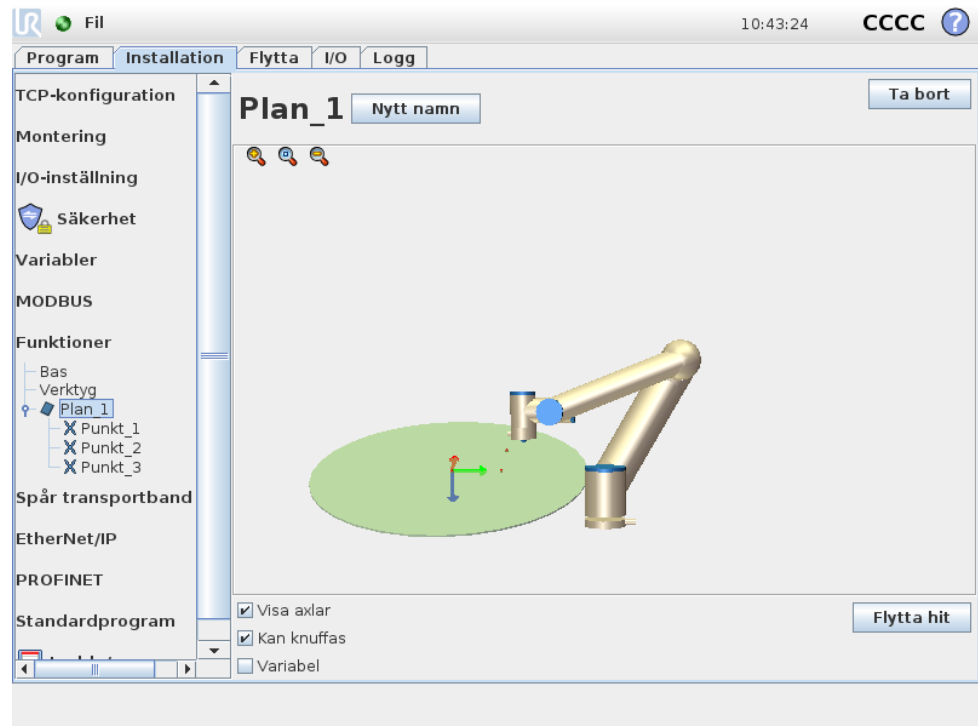 UR Fil 10:43:24 CCCC ?
Program Installation Flytta I/O Logg
TCP-konfiguration
Montering
I/O-inställning
Säkerhet
Variabler
MODBUS
Funktioner
Bas
Verktyg
Plan_1
Punkt_1
Punkt_2
Punkt_3
Spår transportband
EtherNet/IP
PROFINET
Standardprogram
Plan_1 Nytt namn Ta bort
Visa axlar
Kan knuffas
Variabel
Flytta hit